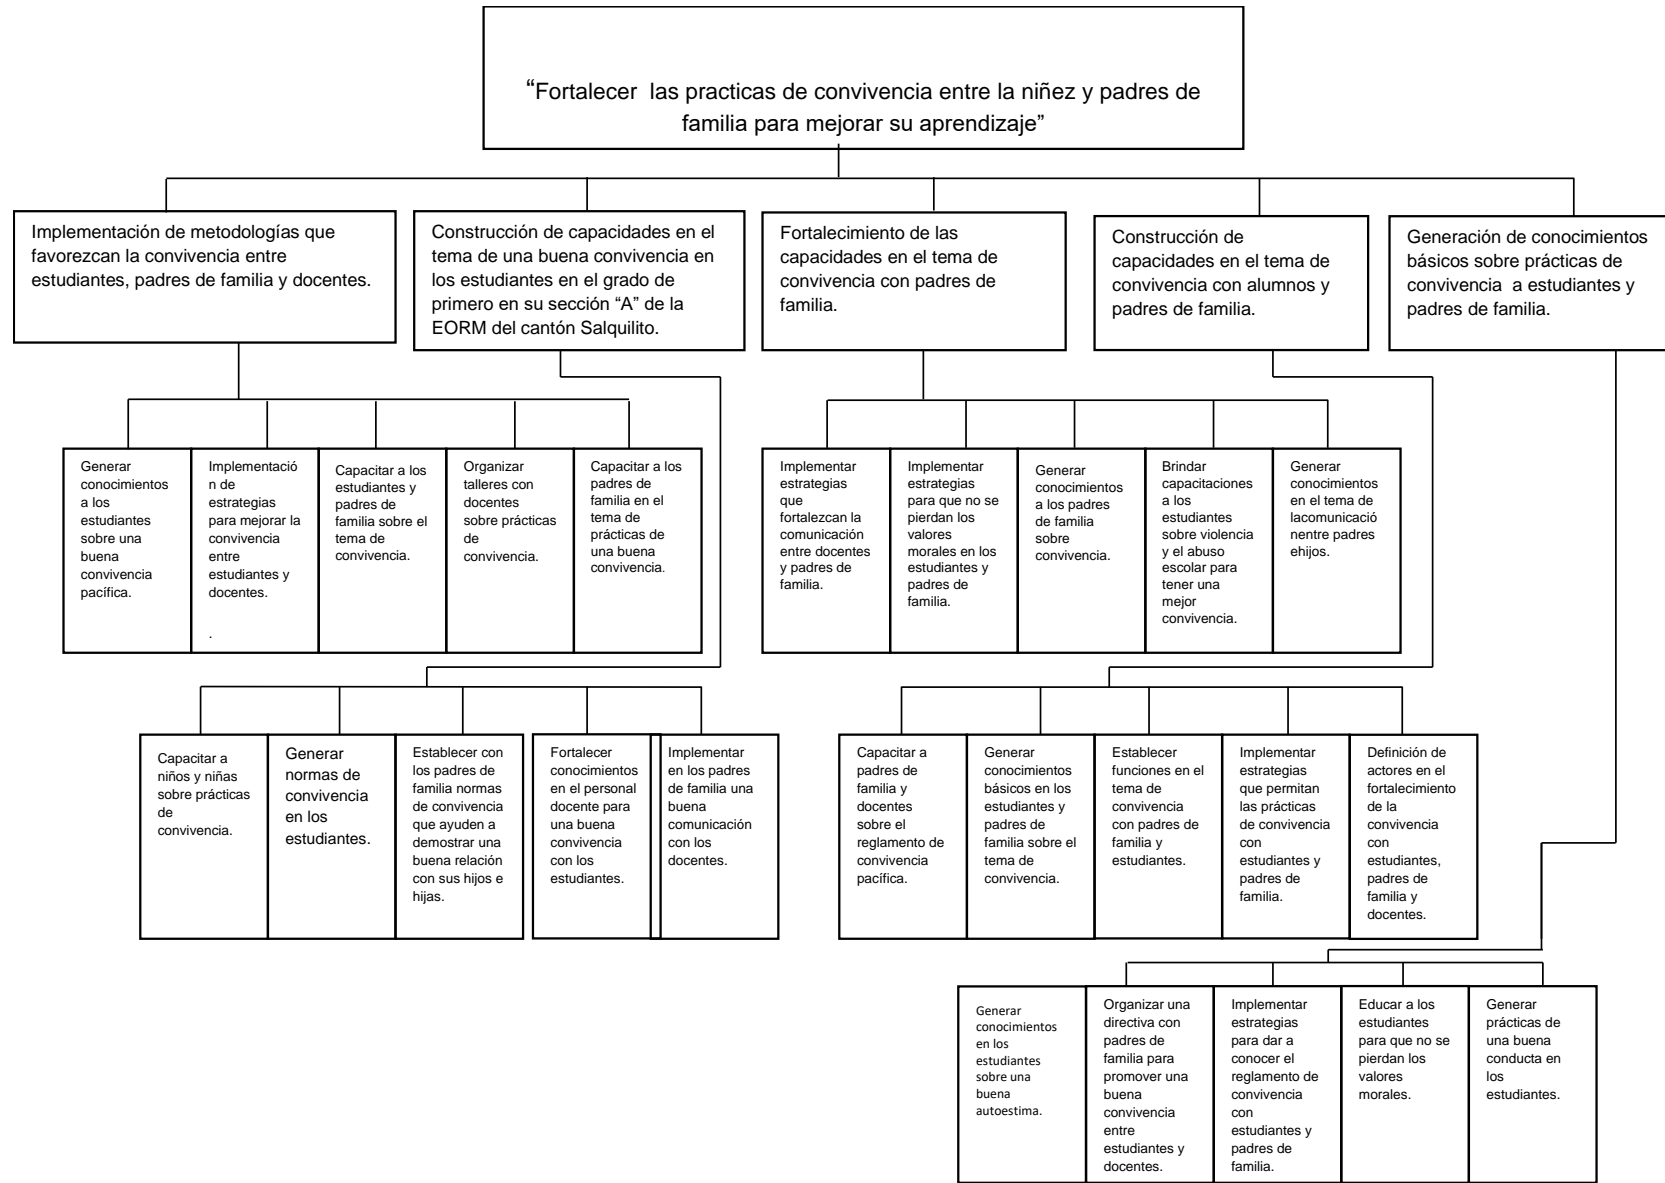 “Fortalecer las practicas de convivencia entre la niñez y padres de
familia para mejorar su aprendizaje”
Implementación de metodologías que
favorezcan la convivencia entre
estudiantes, padres de familia y docentes.
Construcción de capacidades en el
tema de una buena convivencia en
los estudiantes en el grado de
primero en su sección “A” de la
EORM del cantón Salquilito.
Fortalecimiento de las
capacidades en el tema de
convivencia con padres de
familia.
Construcción de
capacidades en el tema de
convivencia con alumnos y
padres de familia.
Generación de conocimientos
básicos sobre prácticas de
convivencia a estudiantes y
padres de familia.
Generar
conocimientos
a los
estudiantes
sobre una
buena
convivencia
pacífica.
Implementació
n de
estrategias
para mejorar la
convivencia
entre
estudiantes y
docentes.
.
Capacitar a los
estudiantes y
padres de
familia sobre el
tema de
convivencia.
Organizar
talleres con
docentes
sobre prácticas
de
convivencia.
Capacitar a los
padres de
familia en el
tema de
prácticas de
una buena
convivencia.
Implementar
estrategias
que
fortalezcan la
comunicación
entre docentes
y padres de
familia.
Implementar
estrategias
para que no se
pierdan los
valores
morales en los
estudiantes y
padres de
familia.
Generar
conocimientos
a los padres
de familia
sobre
convivencia.
Brindar
capacitaciones
a los
estudiantes
sobre violencia
y el abuso
escolar para
tener una
mejor
convivencia.
Generar
conocimientos
en el tema de
lacomunicació
nentre padres
ehijos.
Capacitar a
niños y niñas
sobre prácticas
de
convivencia.
Generar
normas de
convivencia
en los
estudiantes.
Establecer con
los padres de
familia normas
de convivencia
que ayuden a
demostrar una
buena relación
con sus hijos e
hijas.
Fortalecer
conocimientos
en el personal
docente para
una buena
convivencia
con los
estudiantes.
Implementar
en los padres
de familia una
buena
comunicación
con los
docentes.
Capacitar a
padres de
familia y
docentes
sobre el
reglamento de
convivencia
pacífica.
Generar
conocimientos
básicos en los
estudiantes y
padres de
familia sobre el
tema de
convivencia.
Establecer
funciones en el
tema de
convivencia
con padres de
familia y
estudiantes.
Implementar
estrategias
que permitan
las prácticas
de convivencia
con
estudiantes y
padres de
familia.
Definición de
actores en el
fortalecimiento
de la
convivencia
con
estudiantes,
padres de
familia y
docentes.
Generar
conocimientos
en los
estudiantes
sobre una
buena
autoestima.
Organizar una
directiva con
padres de
familia para
promover una
buena
convivencia
entre
estudiantes y
docentes.
Implementar
estrategias
para dar a
conocer el
reglamento de
convivencia
con
estudiantes y
padres de
familia.
Educar a los
estudiantes
para que no se
pierdan los
valores
morales.
Generar
prácticas de
una buena
conducta en
los
estudiantes.